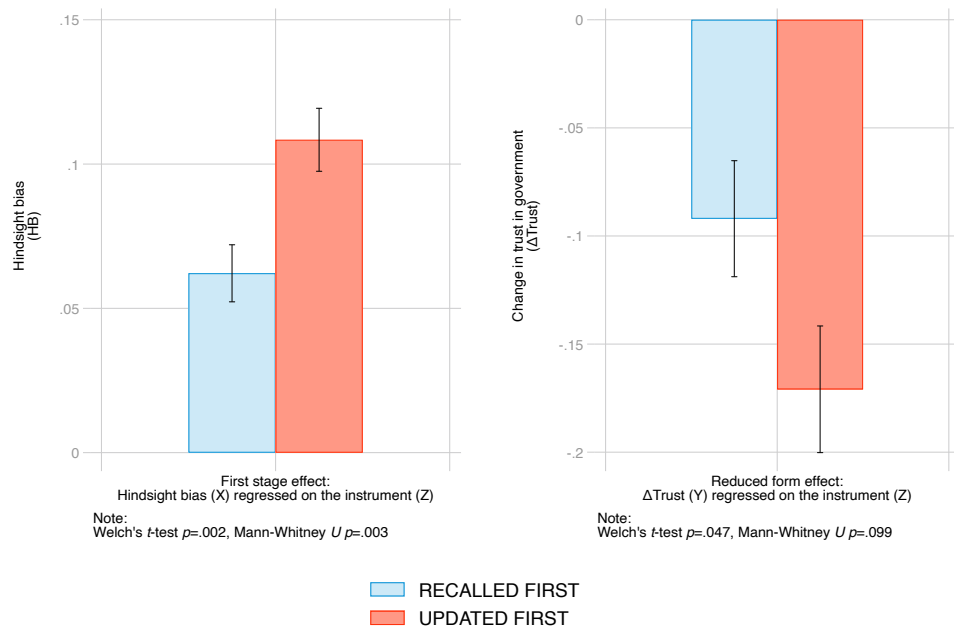 .15
.1
.05
0
Hindsight bias
(HB)
First stage effect:
Hindsight bias (X) regressed on the instrument (Z)
Note:
Welch's t-test p=.002, Mann-Whitney U p=.003
0
-.05
-.1
-.15
-.2
Change in trust in government
(ΔTrust)
Reduced form effect:
ΔTrust (Y) regressed on the instrument (Z)
Note:
Welch's t-test p=.047, Mann-Whitney U p=.099
RECALLED FIRST
UPDATED FIRST